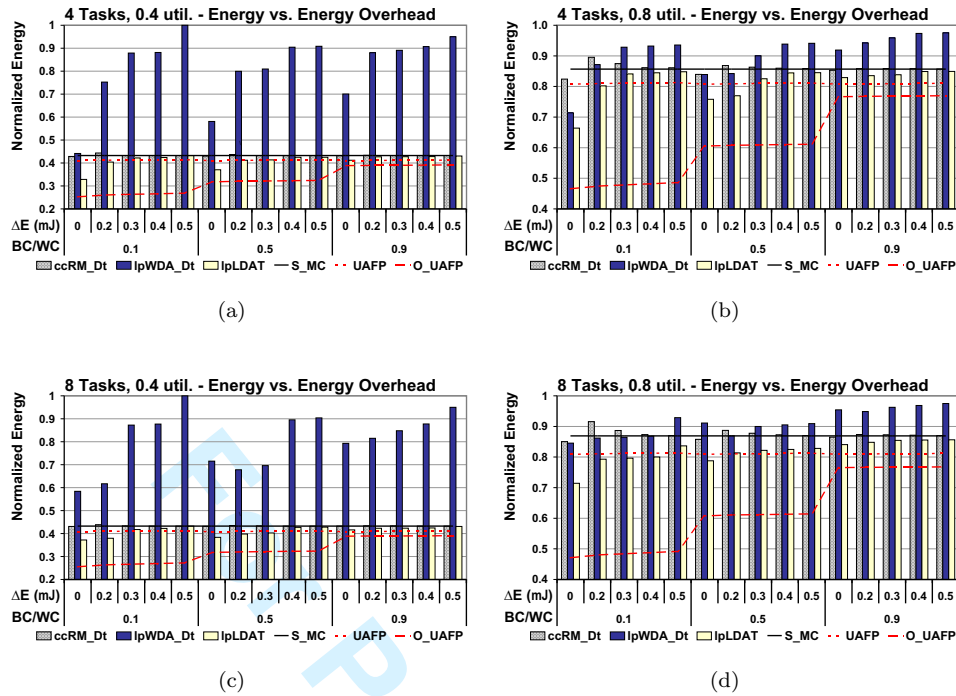 4 Tasks, 0.4 util. - Energy vs. Energy Overhead
Normalized Energy
1
0.9
0.8
0.7
0.6
0.5
0.4
0.3
0.2
ΔE (mJ) 0 0.2 0.3 0.4 0.5 0 0.2 0.3 0.4 0.5 0 0.2 0.3 0.4 0.5
BC/WC 0.1 0.5 0.9
ccRM_Dt lpWDA_Dt lpLDAT S_MC UAFP O_UAFP
(a)
4 Tasks, 0.8 util. - Energy vs. Energy Overhead
Normalized Energy
1
0.9
0.8
0.7
0.6
0.5
0.4
ΔE (mJ) 0 0.2 0.3 0.4 0.5 0 0.2 0.3 0.4 0.5 0 0.2 0.3 0.4 0.5
BC/WC 0.1 0.5 0.9
ccRM_Dt lpWDA_Dt lpLDAT S_MC UAFP O_UAFP
(b)
8 Tasks, 0.4 util. - Energy vs. Energy Overhead
Normalized Energy
1
0.9
0.8
0.7
0.6
0.5
0.4
0.3
0.2
ΔE (mJ) 0 0.2 0.3 0.4 0.5 0 0.2 0.3 0.4 0.5 0 0.2 0.3 0.4 0.5
BC/WC 0.1 0.5 0.9
ccRM_Dt lpWDA_Dt lpLDAT S_MC UAFP O_UAFP
(c)
8 Tasks, 0.8 util. - Energy vs. Energy Overhead
Normalized Energy
1
0.9
0.8
0.7
0.6
0.5
0.4
ΔE (mJ) 0 0.2 0.3 0.4 0.5 0 0.2 0.3 0.4 0.5 0 0.2 0.3 0.4 0.5
BC/WC 0.1 0.5 0.9
ccRM_Dt lpWDA_Dt lpLDAT S_MC UAFP O_UAFP
(d)